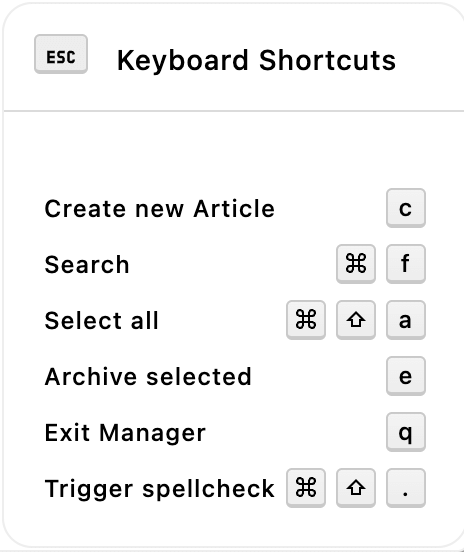 ESC Keyboard Shortcuts
Create new Article c
Search ⌘ f
Select all ⌘ ⇧ a
Archive selected e
Exit Manager q
Trigger spellcheck ⌘ ⇧ .